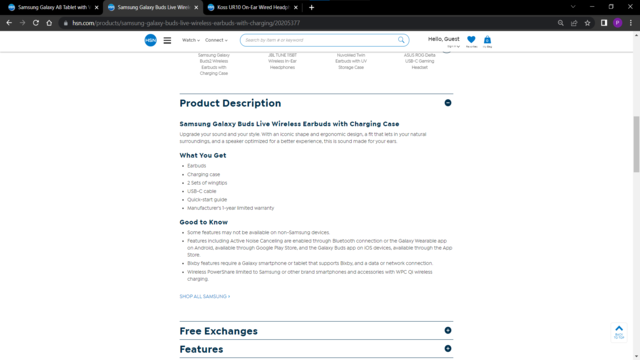 Samsung Galaxy A8 Tablet with V
Samsung Galaxy Buds Live Wirel
Koss UR10 On-Ear Wired Headp
hsn.com/products/samsung-galaxy-buds-live-wireless-earbuds-with-charging/20205377
HSN
Watch
Connect
Search by item # or keyword
Hello, Guest
Samsung Galaxy Buds2 Wireless Earbuds with Charging Case
JBL TUNE Wired In-Ear Headphones
Earbuds with UV Storage Case
ASUS ROG Delta USB-C Gaming Headset
Product Description
Samsung Galaxy Buds Live Wireless Earbuds with Charging Case
Upgrade your sound and your style. With an iconic shape and ergonomic design, a fit that lets in your natural
surroundings, and a speaker optimized for a better experience, this is sound made for your ears.
What You Get
Earbuds
Charging case
2 Sets of wingtips
USB-C cable
Quick-start guide
Manufacturer's 1-year limited warranty
Good to Know
Some features may not be available on non-Samsung devices.
Features including Active Noise Canceling are enabled through Bluetooth connection or the Galaxy Wearable app
on Android, available through Google Play Store, and the Galaxy Buds app on iOS devices, available through the App
Store.
Bixby features require a Galaxy smartphone or tablet that supports Bixby, and a data or network connection.
Wireless PowerShare limited to Samsung or other brand smartphones and accessories with WPC Qi wireless
charging.
SHOP ALL SAMSUNG >
BACK
TO TOP
Free Exchanges
Features